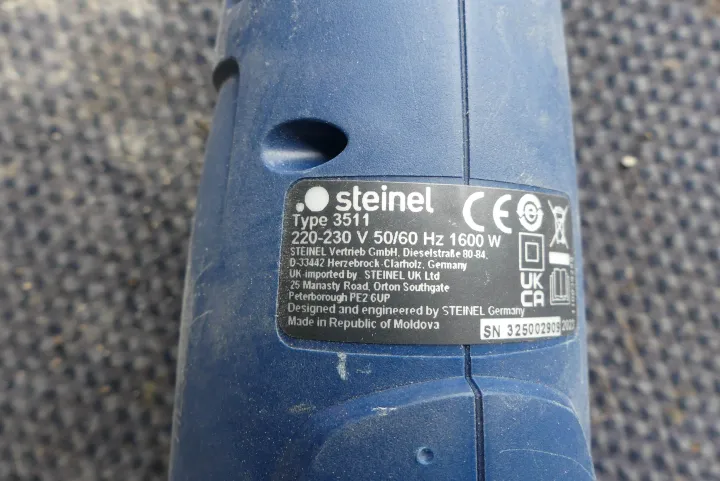 steinel
Type 3511
220-230 V 50/60 Hz 1600 W
STEINEL Vertrieb GmbH, Dieselstraße 80-84,
D-33442 Herzebrock-Clarholz, Germany
UK-imported by STEINEL UK Ltd
25 Manasty Road, Orton Southgate
Peterborough PE2 6UP
Designed and engineered by STEINEL Germany
Made in Republic of Moldova
CE
UK
CA
SN 325002909